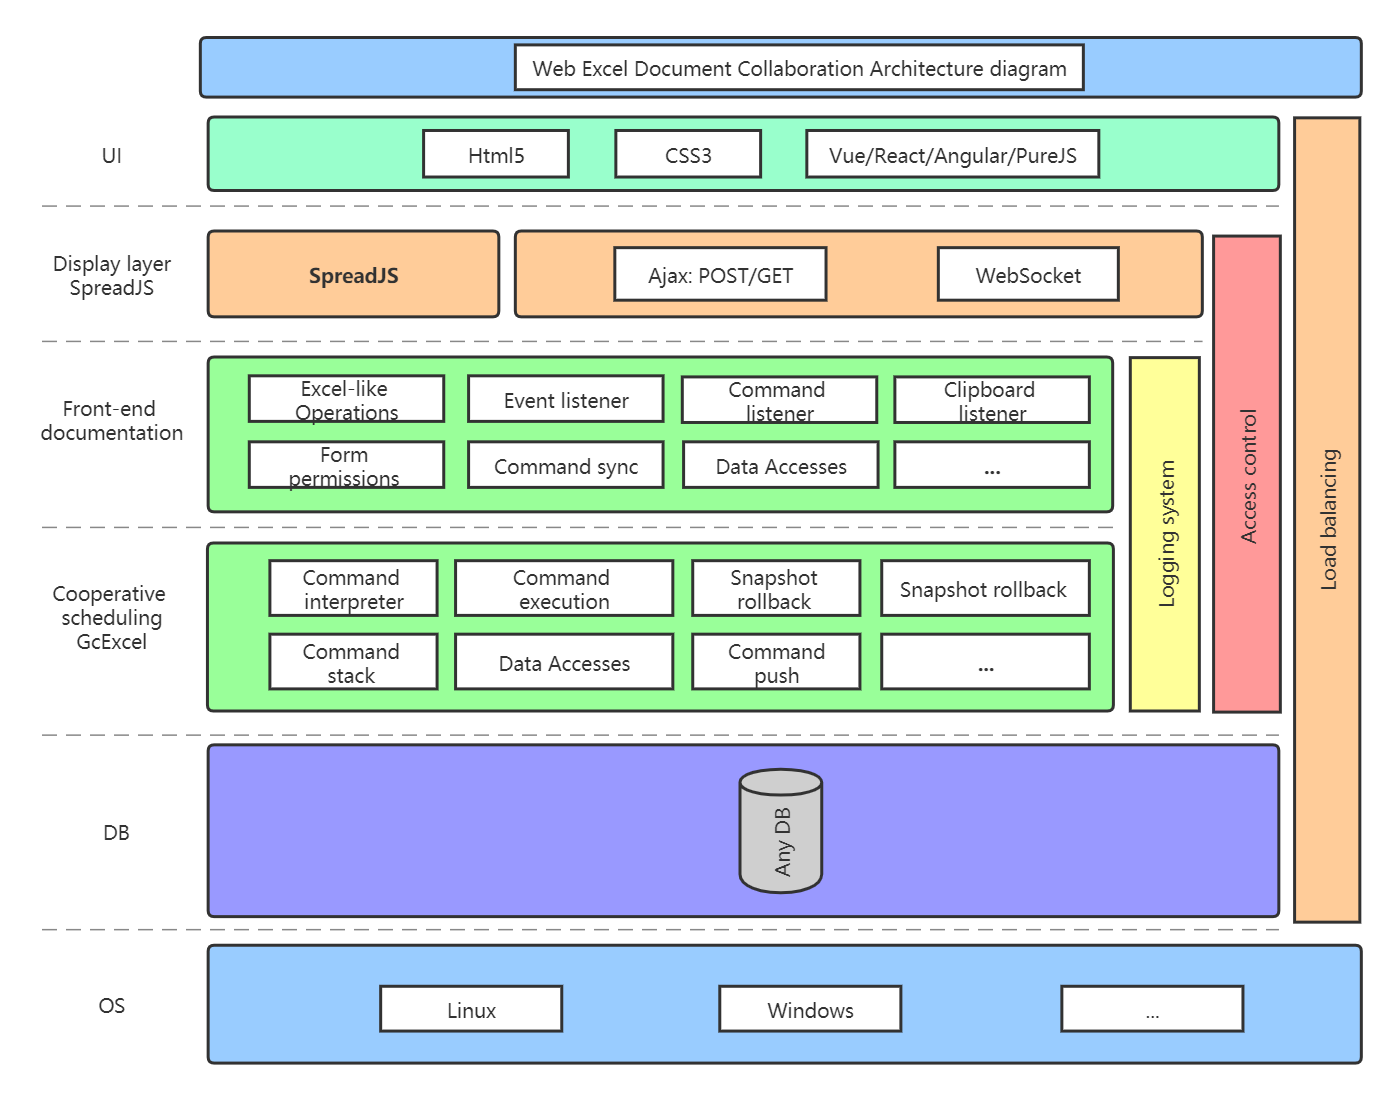 Web Excel Document Collaboration Architecture diagram
UI
Html5
CSS3
Vue/React/Angular/PureJS
Display layer
SpreadJS
SpreadJS
Ajax: POST/GET
WebSocket
Front-end
documentation
Excel-like
Operations
Event listener
Command
listener
Clipboard
listener
Form
permissions
Command sync
Data Accesses
...
Cooperative
scheduling
GcExcel
Command
interpreter
Command
execution
Snapshot
rollback
Snapshot rollback
Command
stack
Data Accesses
Command
push
...
Logging system
Access control
Load balancing
DB
Any DB
OS
Linux
Windows
...